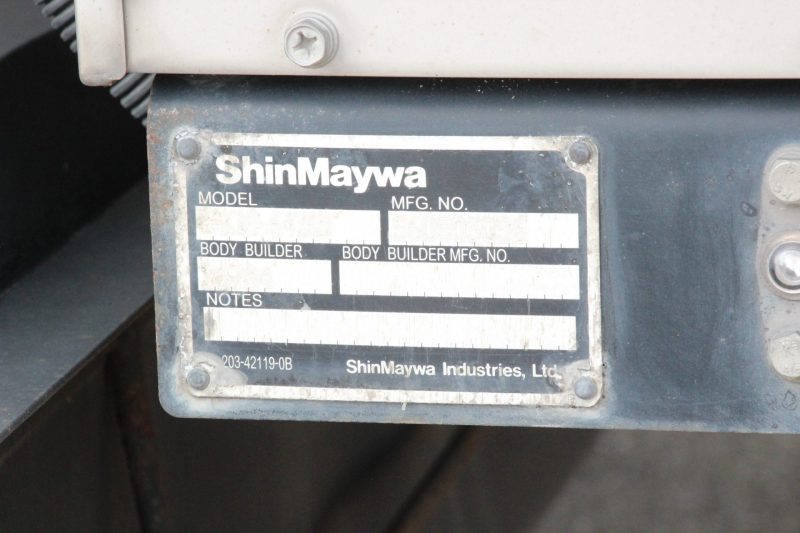 ShinMaywa
MODEL MFG. NO.
BODY BUILDER BODY BUILDER MFG. NO.
NOTES
203-42119-0B ShinMaywa Industries, Ltd.